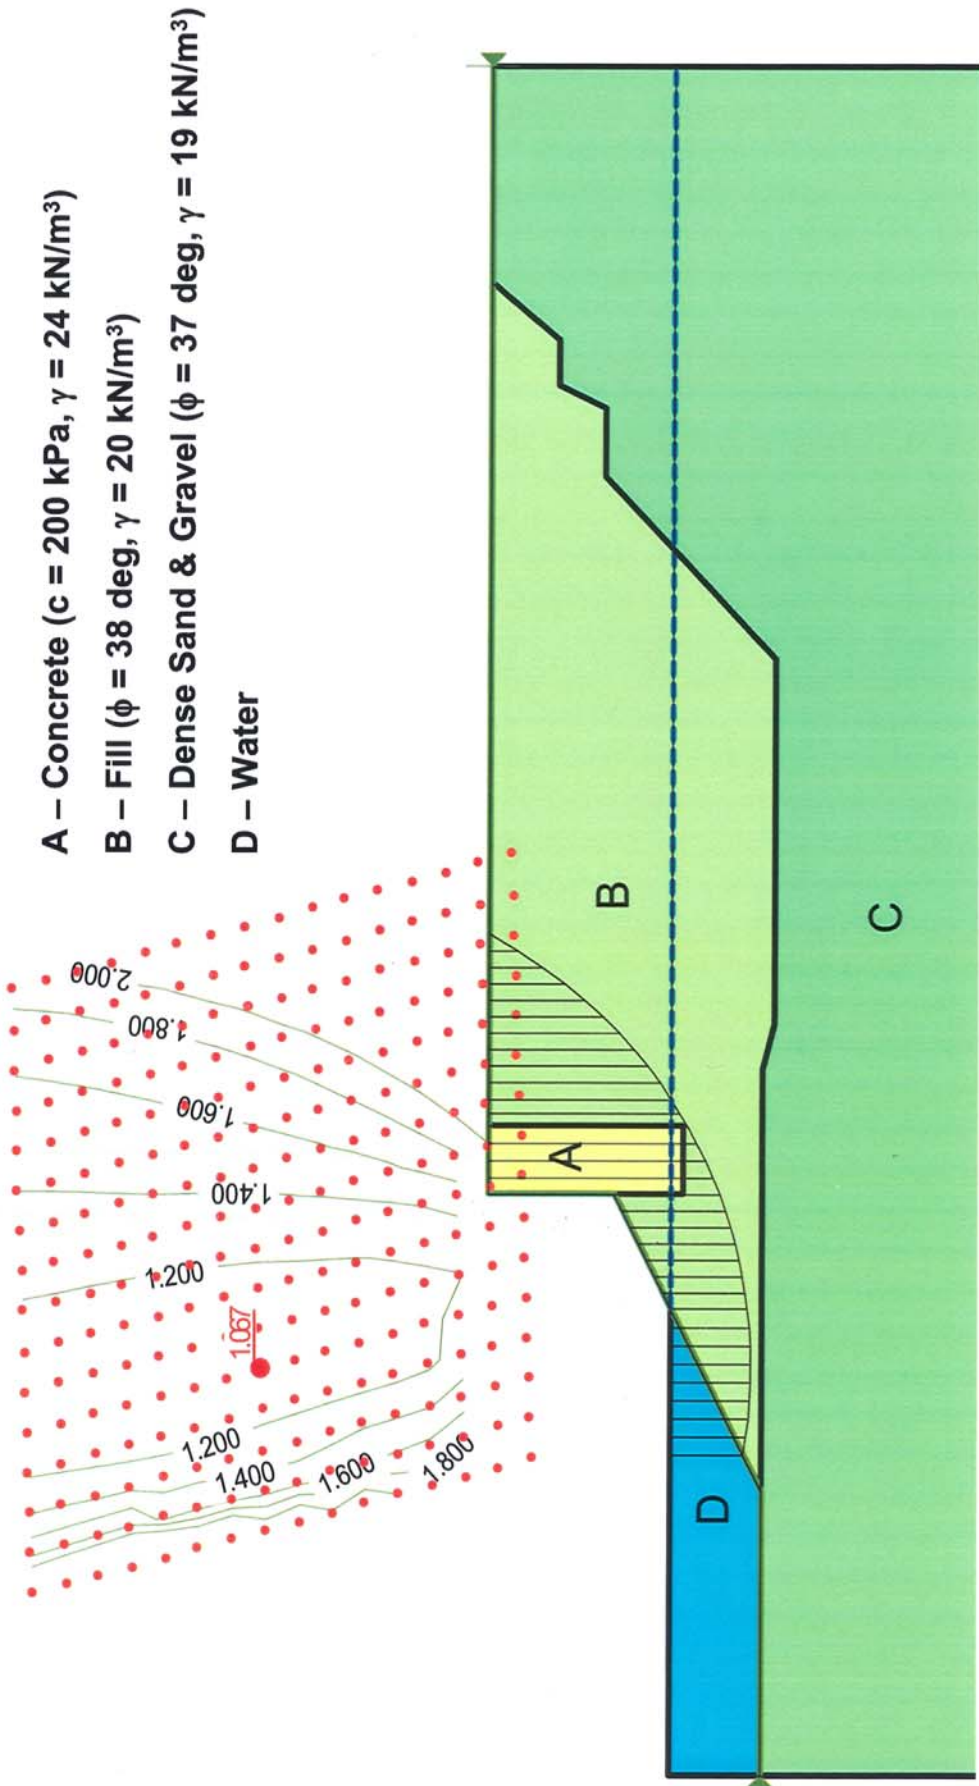 A – Concrete (c = 200 kPa, γ = 24 kN/m³)
B – Fill (ϕ = 38 deg, γ = 20 kN/m³)
C – Dense Sand & Gravel (ϕ = 37 deg, γ = 19 kN/m³)
D – Water
1.800
1.600
1.400
1.200
1.067
1.200
1.400
1.600
1.800
2.000
A
B
D
C